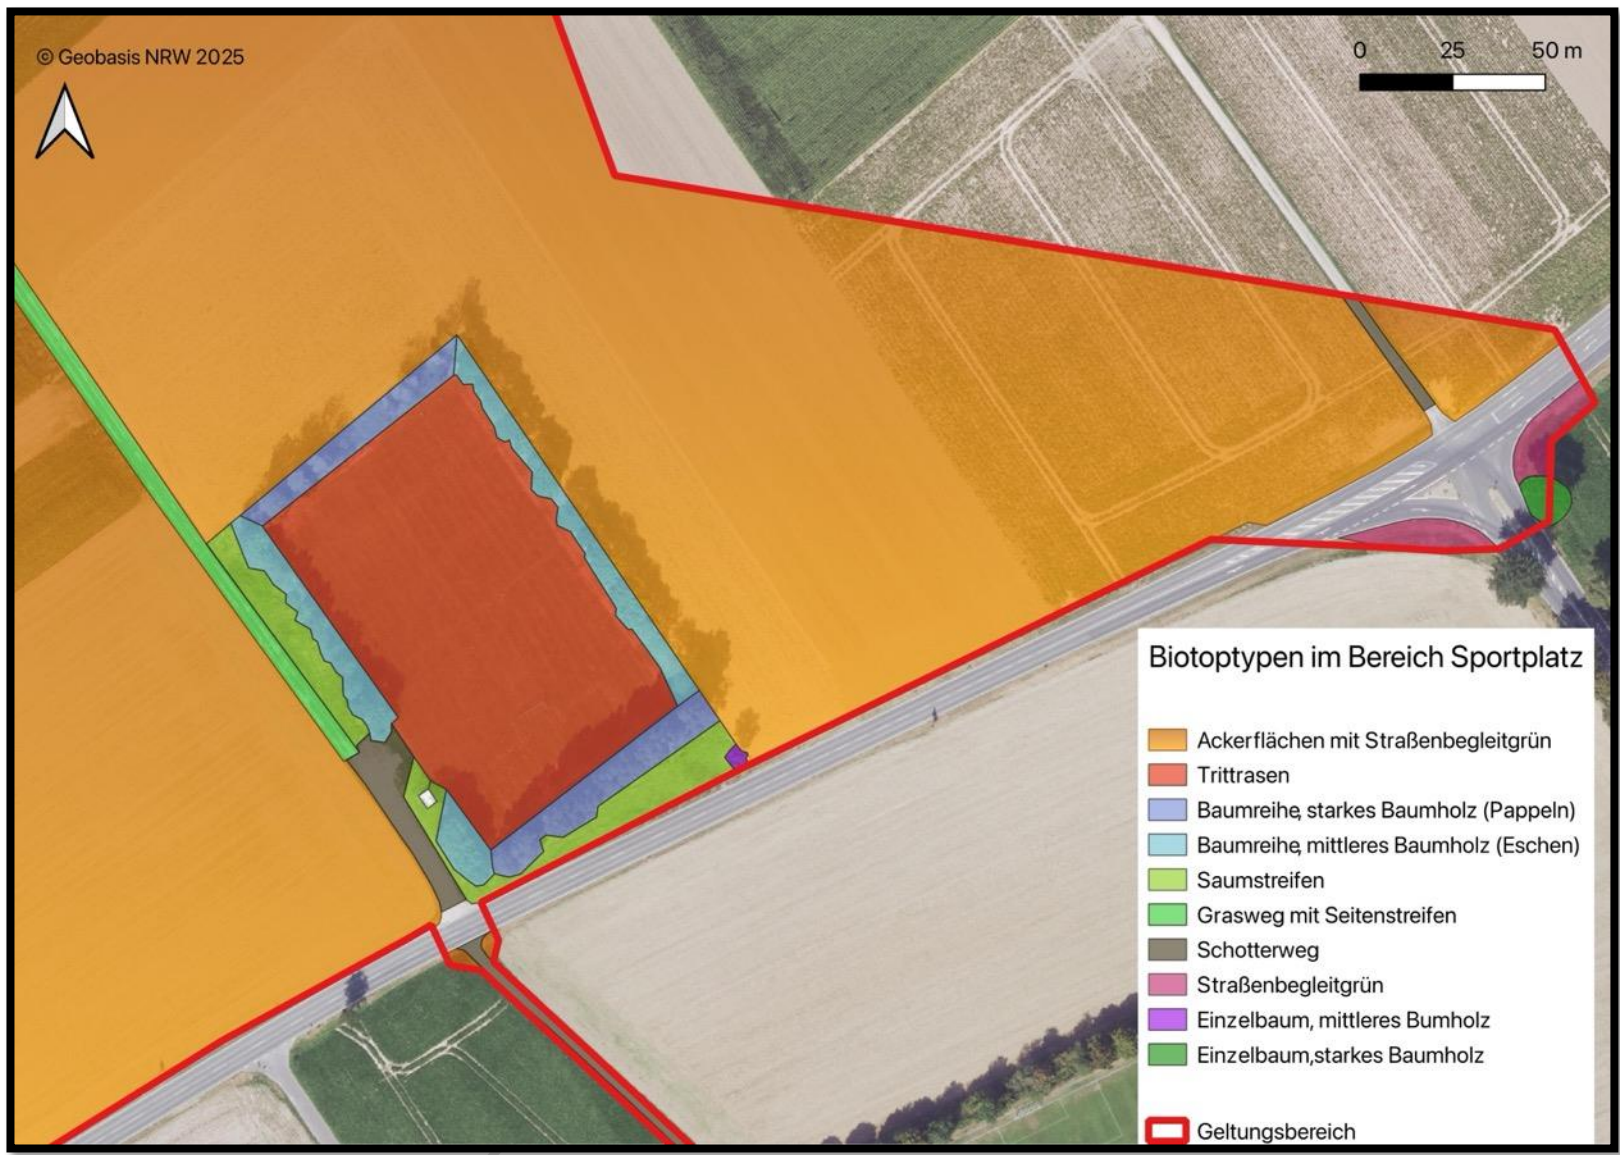 © Geobasis NRW 2025
0 25 50 m
Biotoptypen im Bereich Sportplatz
Ackerflächen mit Straßenbegleitgrün
Trittrasen
Baumreihe, starkes Baumholz (Pappeln)
Baumreihe, mittleres Baumholz (Eschen)
Saumstreifen
Grasweg mit Seitenstreifen
Schotterweg
Straßenbegleitgrün
Einzelbaum, mittleres Bumholz
Einzelbaum,starkes Baumholz
Geltungsbereich